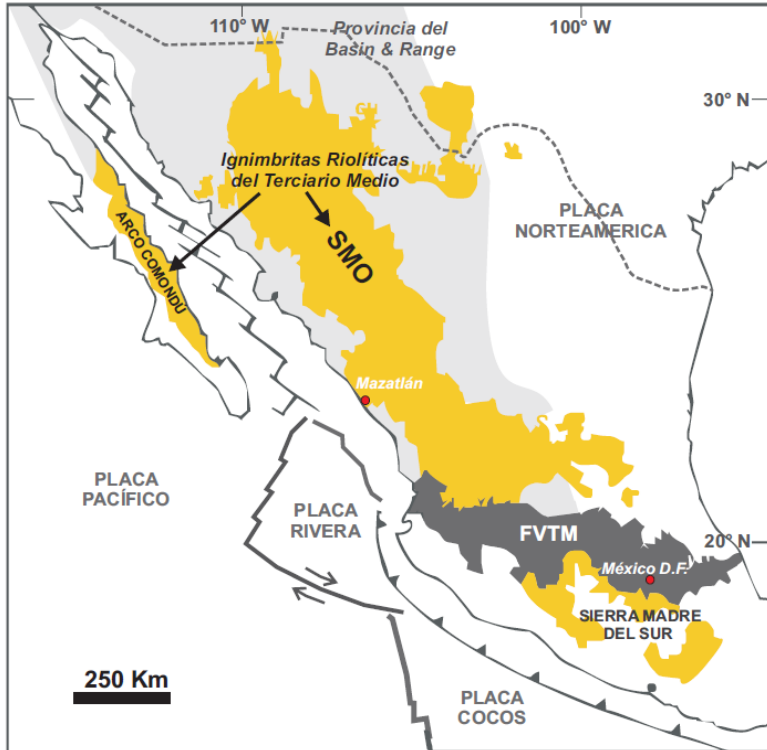 110° W
100° W
Provincia del
Basin & Range
30° N
Ignimbritas Riolíticas
del Terciario Medio
PLACA
NORTEAMERICA
ARCO COMONDÚ
SMO
Mazatlán
PLACA
PACÍFICO
PLACA
RIVERA
FVTM
20° N
México D.F.
SIERRA MADRE
DEL SUR
250 Km
PLACA
COCOS